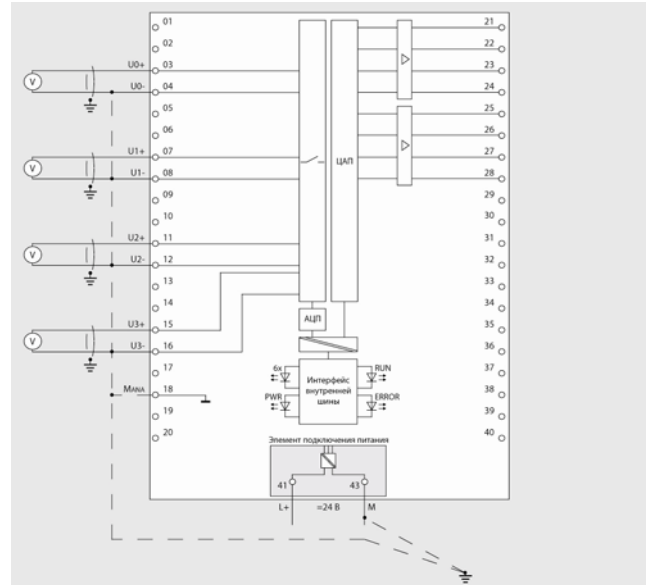 01 21
02 22
U0+ 03 23
V
U0- 04 24
05 25
06 26
U1+ 07 27
V ЦАП
U1- 08 28
09 29
10 30
U2+ 11 31
V
U2- 12 32
13 33
14 34
АЦП
U3+ 15 35
V
U3- 16 36
17 37
6x RUN
Интерфейс
внутренней
шины
MANA 18 38
PWR ERROR
19 39
20 40
Элемент подключения питания
41 43
L+ =24 В M